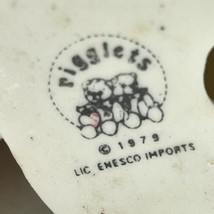 rigglets
© 1979
LIC. ENESCO IMPORTS